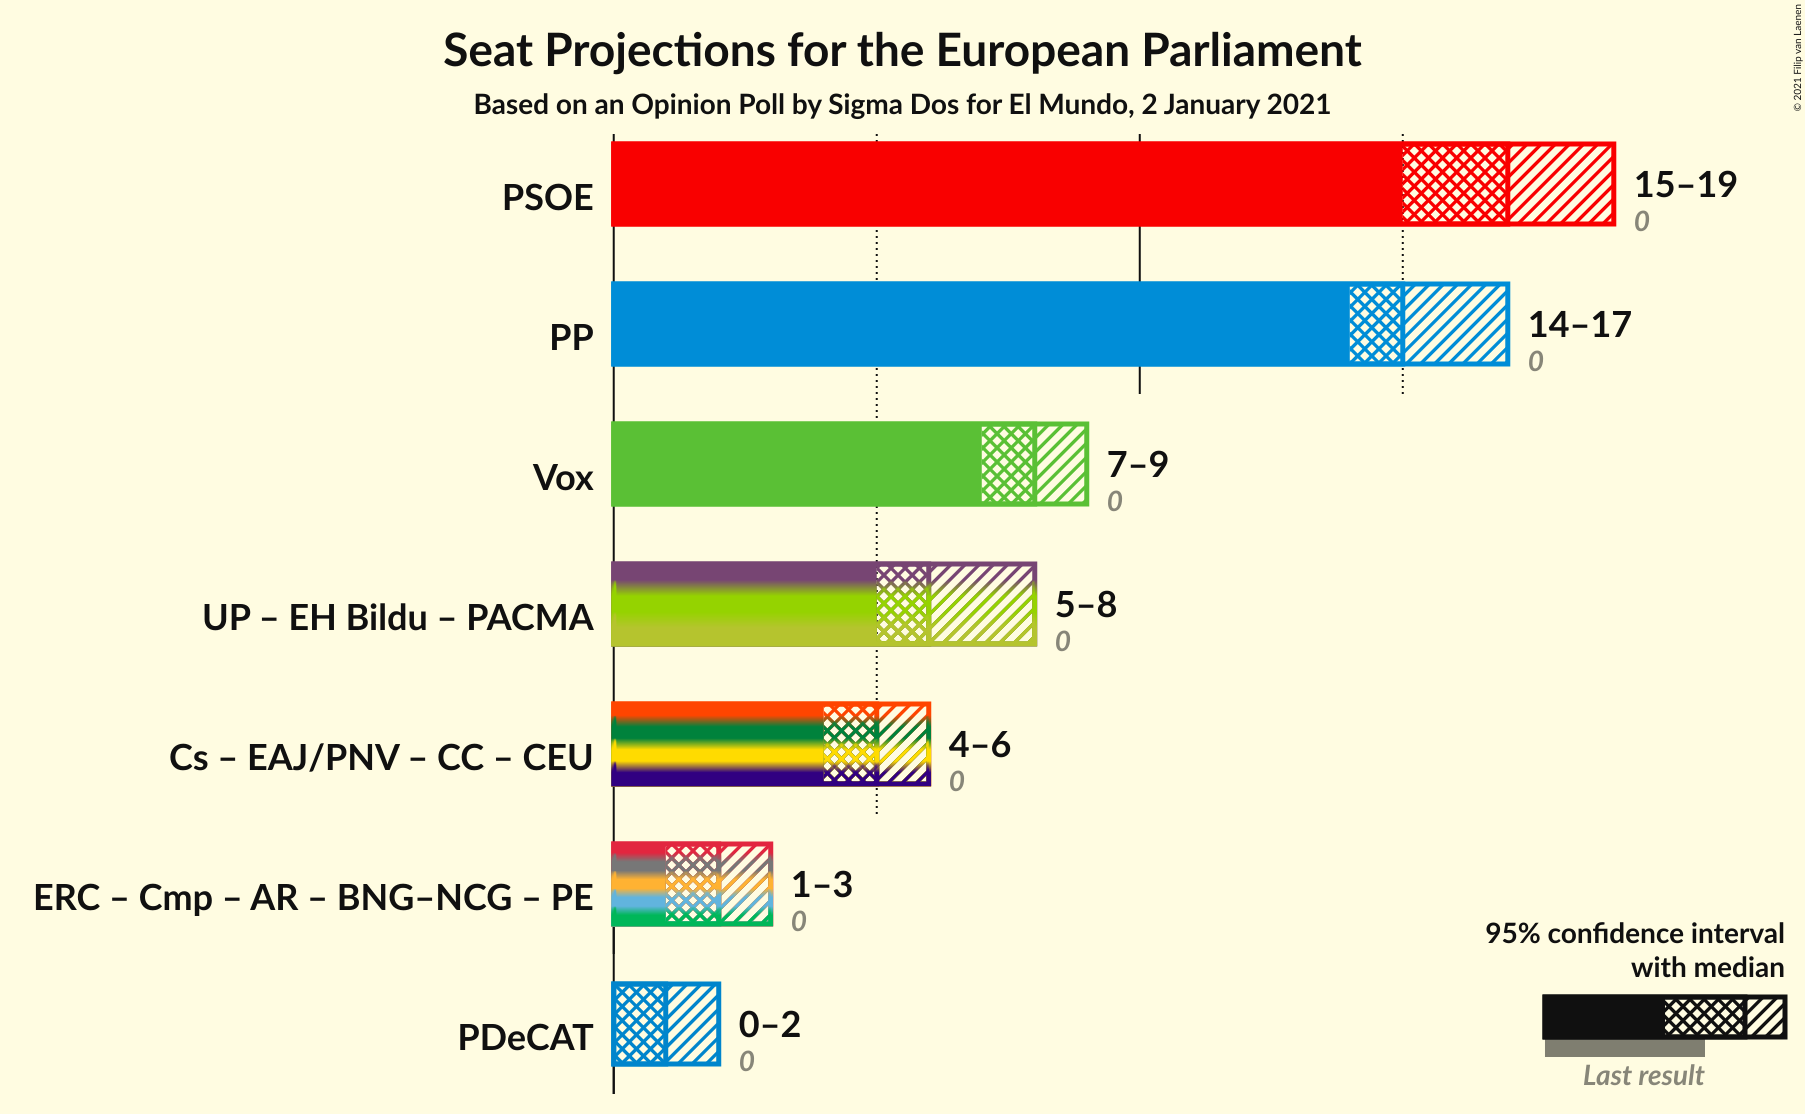 Seat Projections for the European Parliament
Based on an Opinion Poll by Sigma Dos for El Mundo, 2 January 2021
© 2021 Filip van Laenen
PSOE
15–19
0
PP
14–17
0
Vox
7–9
0
UP – EH Bildu – PACMA
5–8
0
Cs – EAJ/PNV – CC – CEU
4–6
0
ERC – Cmp – AR – BNG–NCG – PE
1–3
0
PDeCAT
0–2
0
95% confidence interval
with median
Last result